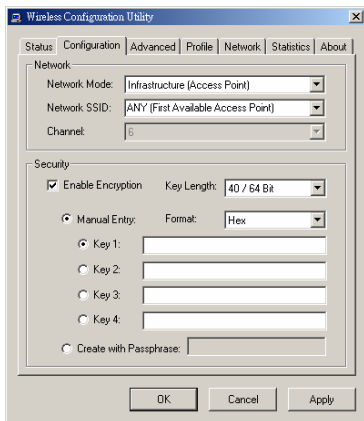 Wireless Configuration Utility
Status Configuration Advanced Profile Network Statistics About
Network
Network Mode: Infrastructure (Access Point)
Network SSID: ANY (First Available Access Point)
Channel: 6
Security
Enable Encryption Key Length: 40 / 64 Bit
Manual Entry: Format: Hex
Key 1:
Key 2:
Key 3:
Key 4:
Create with Passphrase:
OK Cancel Apply